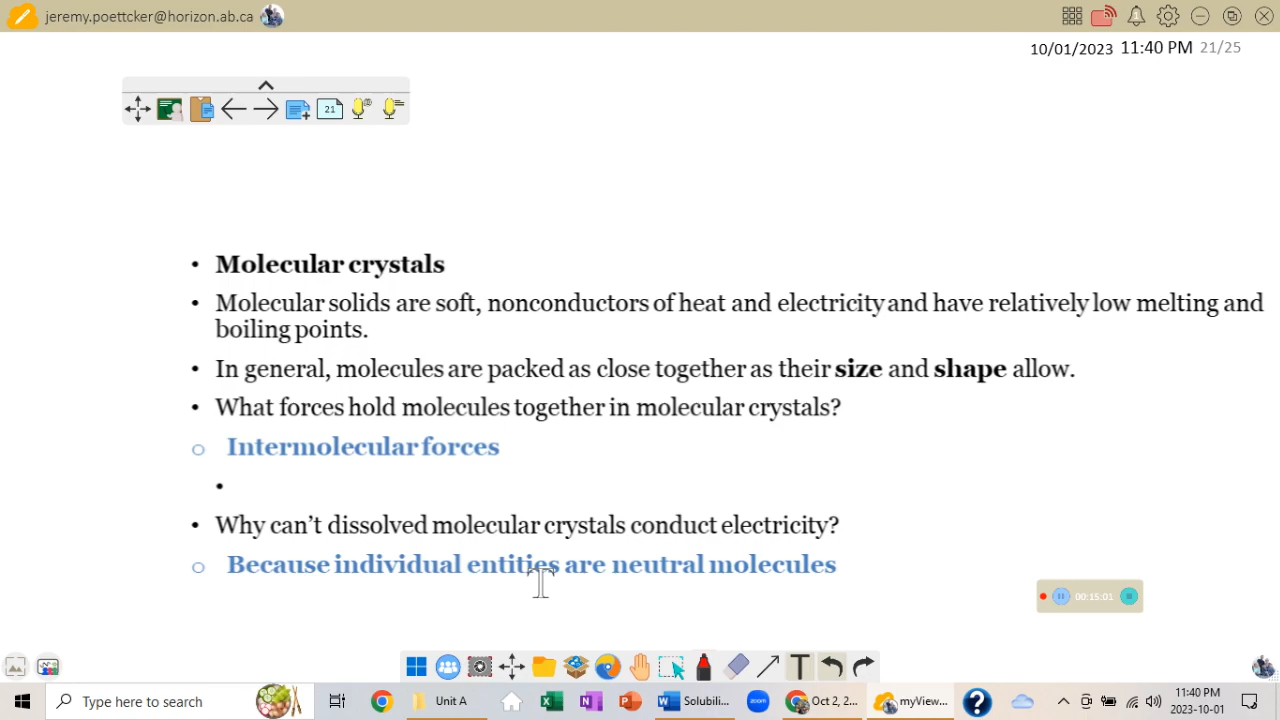 jeremy.poettcker@horizon.ab.ca
10/01/2023 11:40 PM 21/25
21
• Molecular crystals
• Molecular solids are soft, nonconductors of heat and electricity and have relatively low melting and
boiling points.
• In general, molecules are packed as close together as their size and shape allow.
• What forces hold molecules together in molecular crystals?
o Intermolecular forces
•
• Why can't dissolved molecular crystals conduct electricity?
o Because individual entities are neutral molecules
00:15:01
Type here to search
Unit A
Solubili...
zoom
Oct 2, 2...
myView...
11:40 PM
2023-10-01